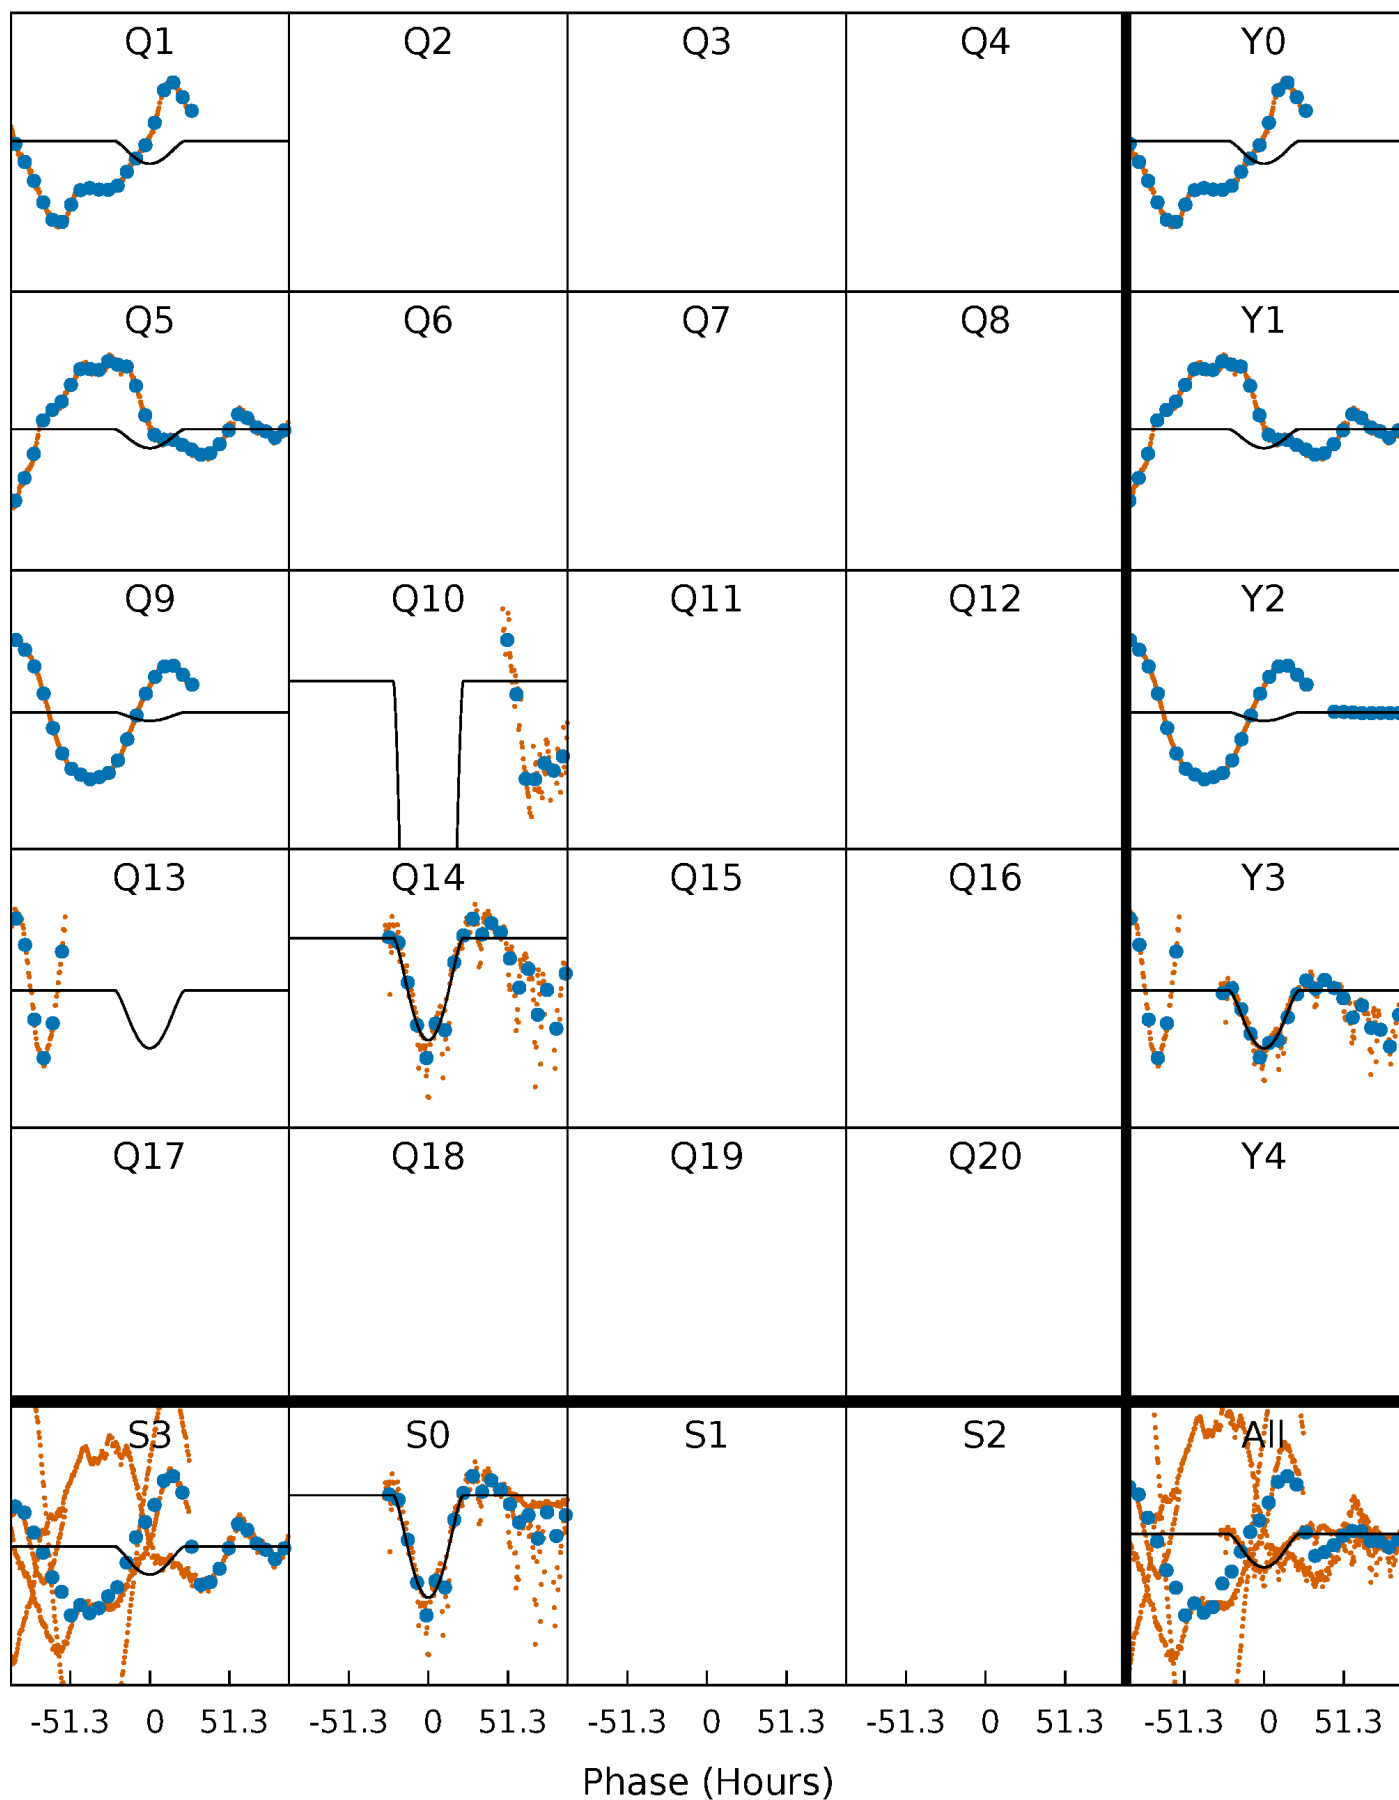 Q1 Q2 Q3 Q4 Y0
Q5 Q6 Q7 Q8 Y1
Q9 Q10 Q11 Q12 Y2
Q13 Q14 Q15 Q16 Y3
Q17 Q18 Q19 Q20 Y4
S3 S0 S1 S2 All
-51.3 0 51.3 -51.3 0 51.3 -51.3 0 51.3 -51.3 0 51.3 -51.3 0 51.3
Phase (Hours)